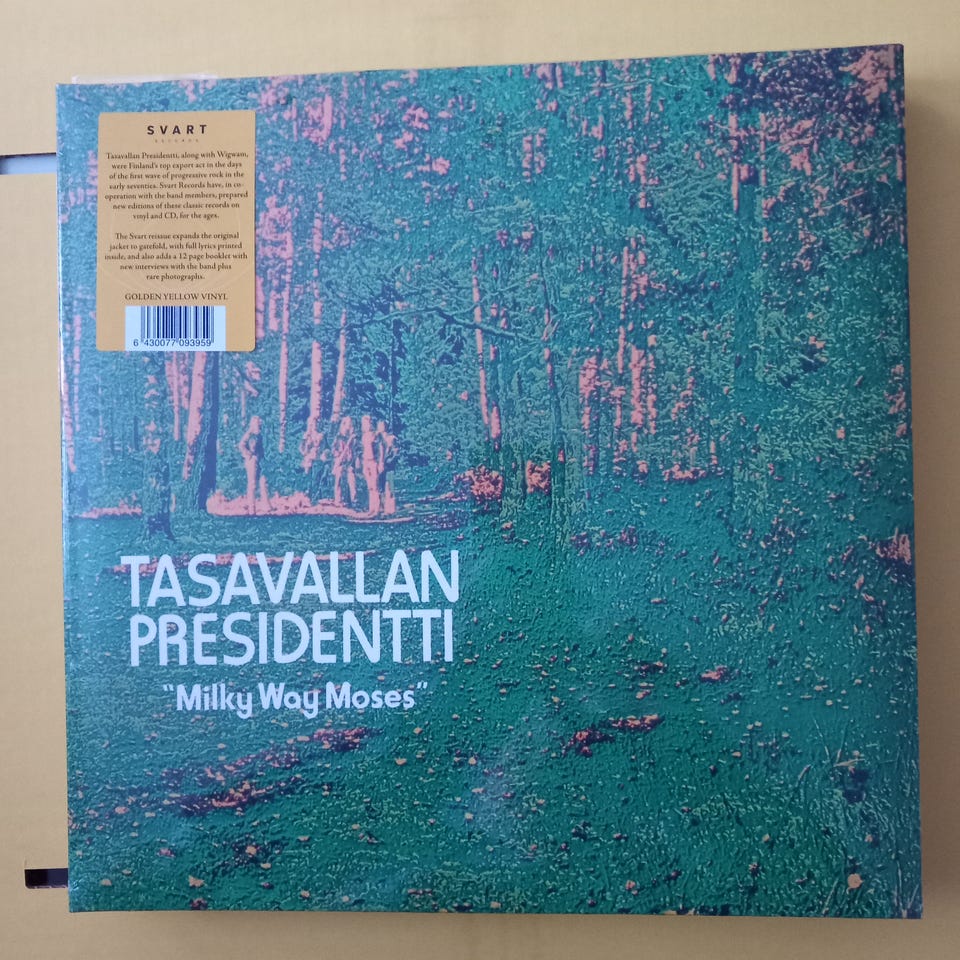 SVART
RECORDS
Tasavallan Presidentti, along with Wigwam,
were Finland's top export act in the days
of the first wave of progressive rock in the
early seventies. Svart Records have, in co-
operation with the band members, prepared
new editions of these classic records on
vinyl and CD, for the ages.
The Svart reissue expands the original
jacket to gatefold, with full lyrics printed
inside, and also adds a 12 page booklet with
new interviews with the band plus
rare photographs.
GOLDEN YELLOW VINYL
6 430077 093959
TASAVALLAN
PRESIDENTTI
"Milky Way Moses"